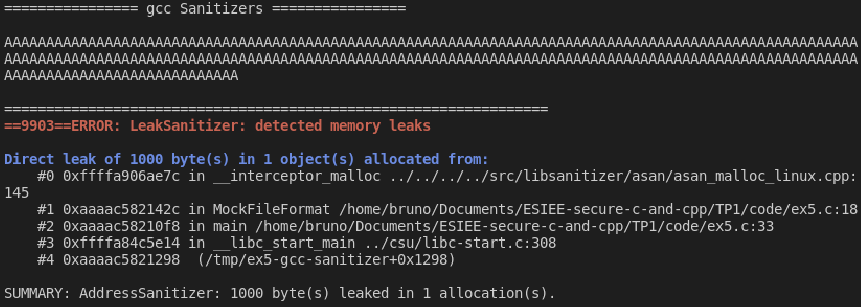 ================ gcc Sanitizers ================
AAAAAAAAAAAAAAAAAAAAAAAAAAAAAAAAAAAAAAAAAAAAAAAAAAAAAAAAAAAAAAAAAAAAAAAAAAAAAAAAAAAAAAAAAAAAAAAAAAAAAA
AAAAAAAAAAAAAAAAAAAAAAAAAAAAAAAAAAAAAAAAAAAAAAAAAAAAAAAAAAAAAAAAAAAAAAAAAAAAAAAAAAAAAAAAAAAAAAAAAAAAAA
AAAAAAAAAAAAAAAAAAAAAAAAAAAA
=================================================================
==9903==ERROR: LeakSanitizer: detected memory leaks
Direct leak of 1000 byte(s) in 1 object(s) allocated from:
#0 0xffffa906ae7c in __interceptor_malloc ../../../../src/libsanitizer/asan/asan_malloc_linux.cpp:
145
#1 0xaaaac582142c in MockFileFormat /home/bruno/Documents/ESIEE-secure-c-and-cpp/TP1/code/ex5.c:18
#2 0xaaaac58210f8 in main /home/bruno/Documents/ESIEE-secure-c-and-cpp/TP1/code/ex5.c:33
#3 0xffffa84c5e14 in __libc_start_main ../csu/libc-start.c:308
#4 0xaaaac5821298  (/tmp/ex5-gcc-sanitizer+0x1298)
SUMMARY: AddressSanitizer: 1000 byte(s) leaked in 1 allocation(s).